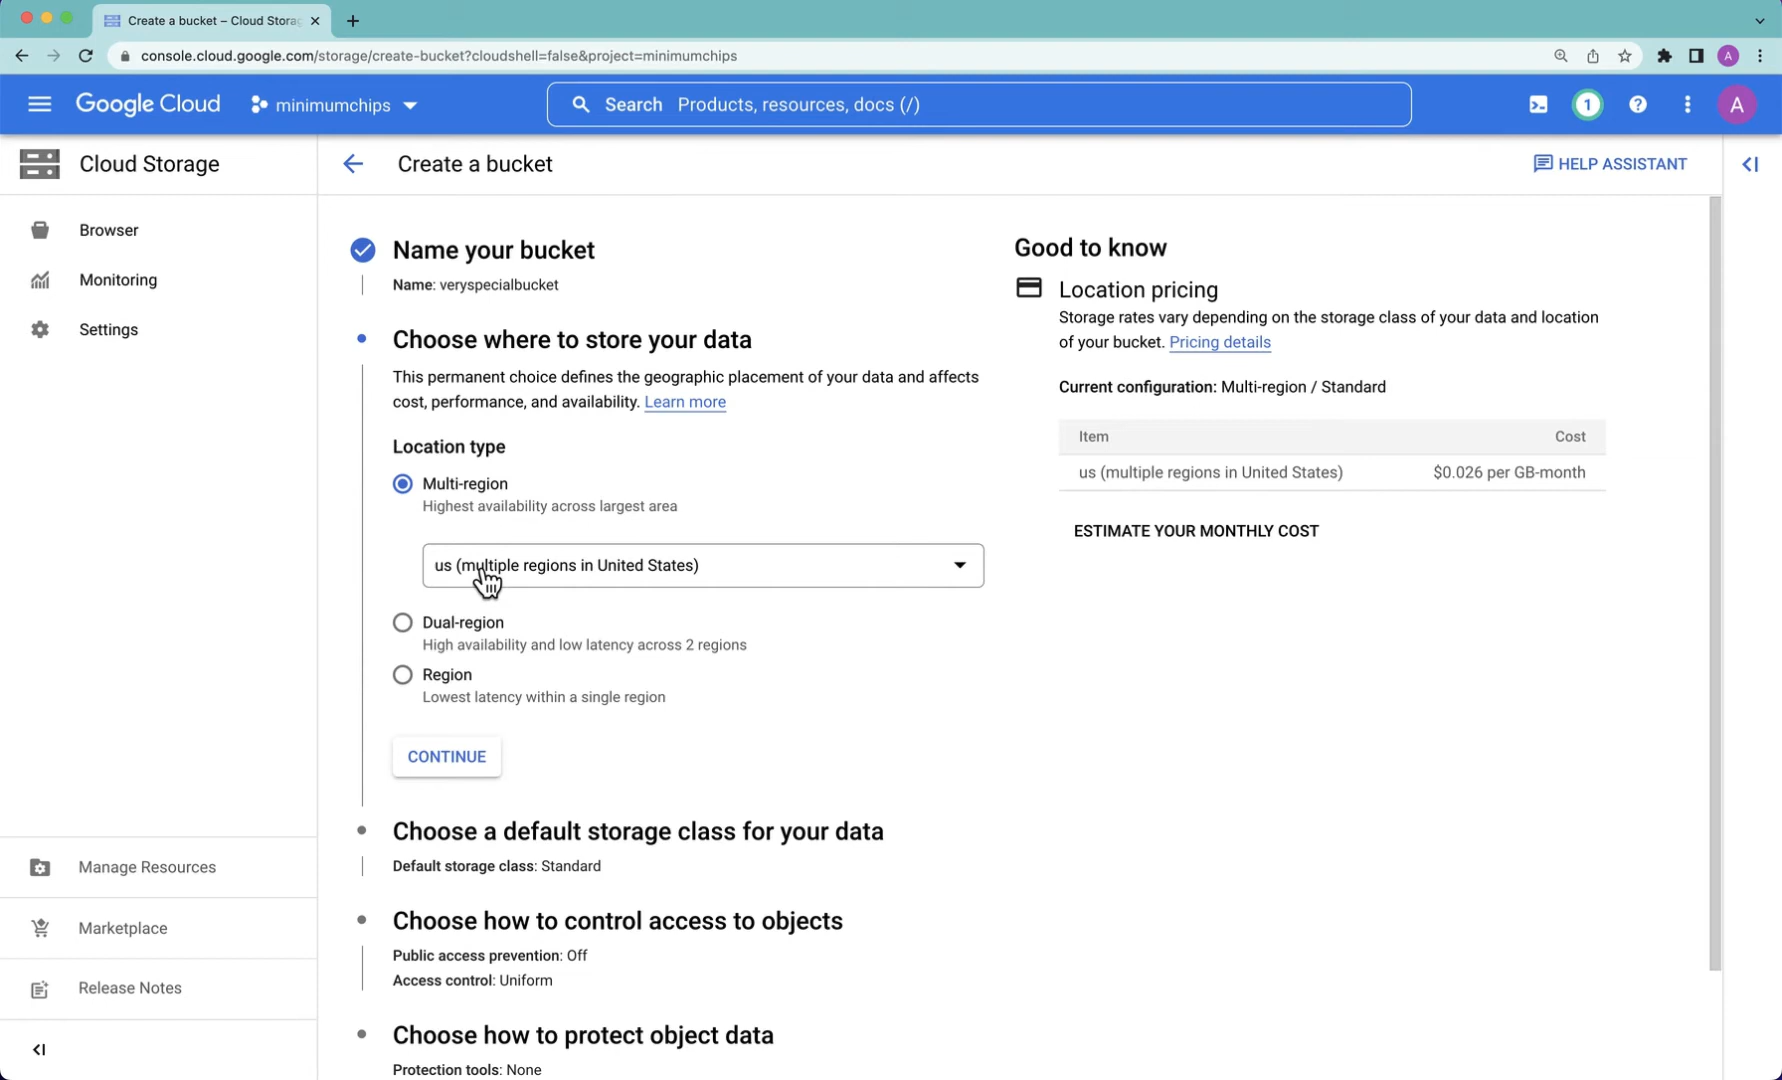 Create a bucket – Cloud Storag
console.cloud.google.com/storage/create-bucket?cloudshell=false&project=minimumchips
A
Google Cloud
minimumchips
Search Products, resources, docs (/)
1
A
Cloud Storage
Create a bucket
HELP ASSISTANT
Browser
Monitoring
Settings
Manage Resources
Marketplace
Release Notes
Name your bucket
Name: veryspecialbucket
Choose where to store your data
This permanent choice defines the geographic placement of your data and affects
cost, performance, and availability. Learn more
Location type
Multi-region
Highest availability across largest area
us (multiple regions in United States)
Dual-region
High availability and low latency across 2 regions
Region
Lowest latency within a single region
CONTINUE
Choose a default storage class for your data
Default storage class: Standard
Choose how to control access to objects
Public access prevention: Off
Access control: Uniform
Choose how to protect object data
Protection tools: None
Good to know
Location pricing
Storage rates vary depending on the storage class of your data and location
of your bucket. Pricing details
Current configuration: Multi-region / Standard
Item Cost
us (multiple regions in United States) $0.026 per GB-month
ESTIMATE YOUR MONTHLY COST